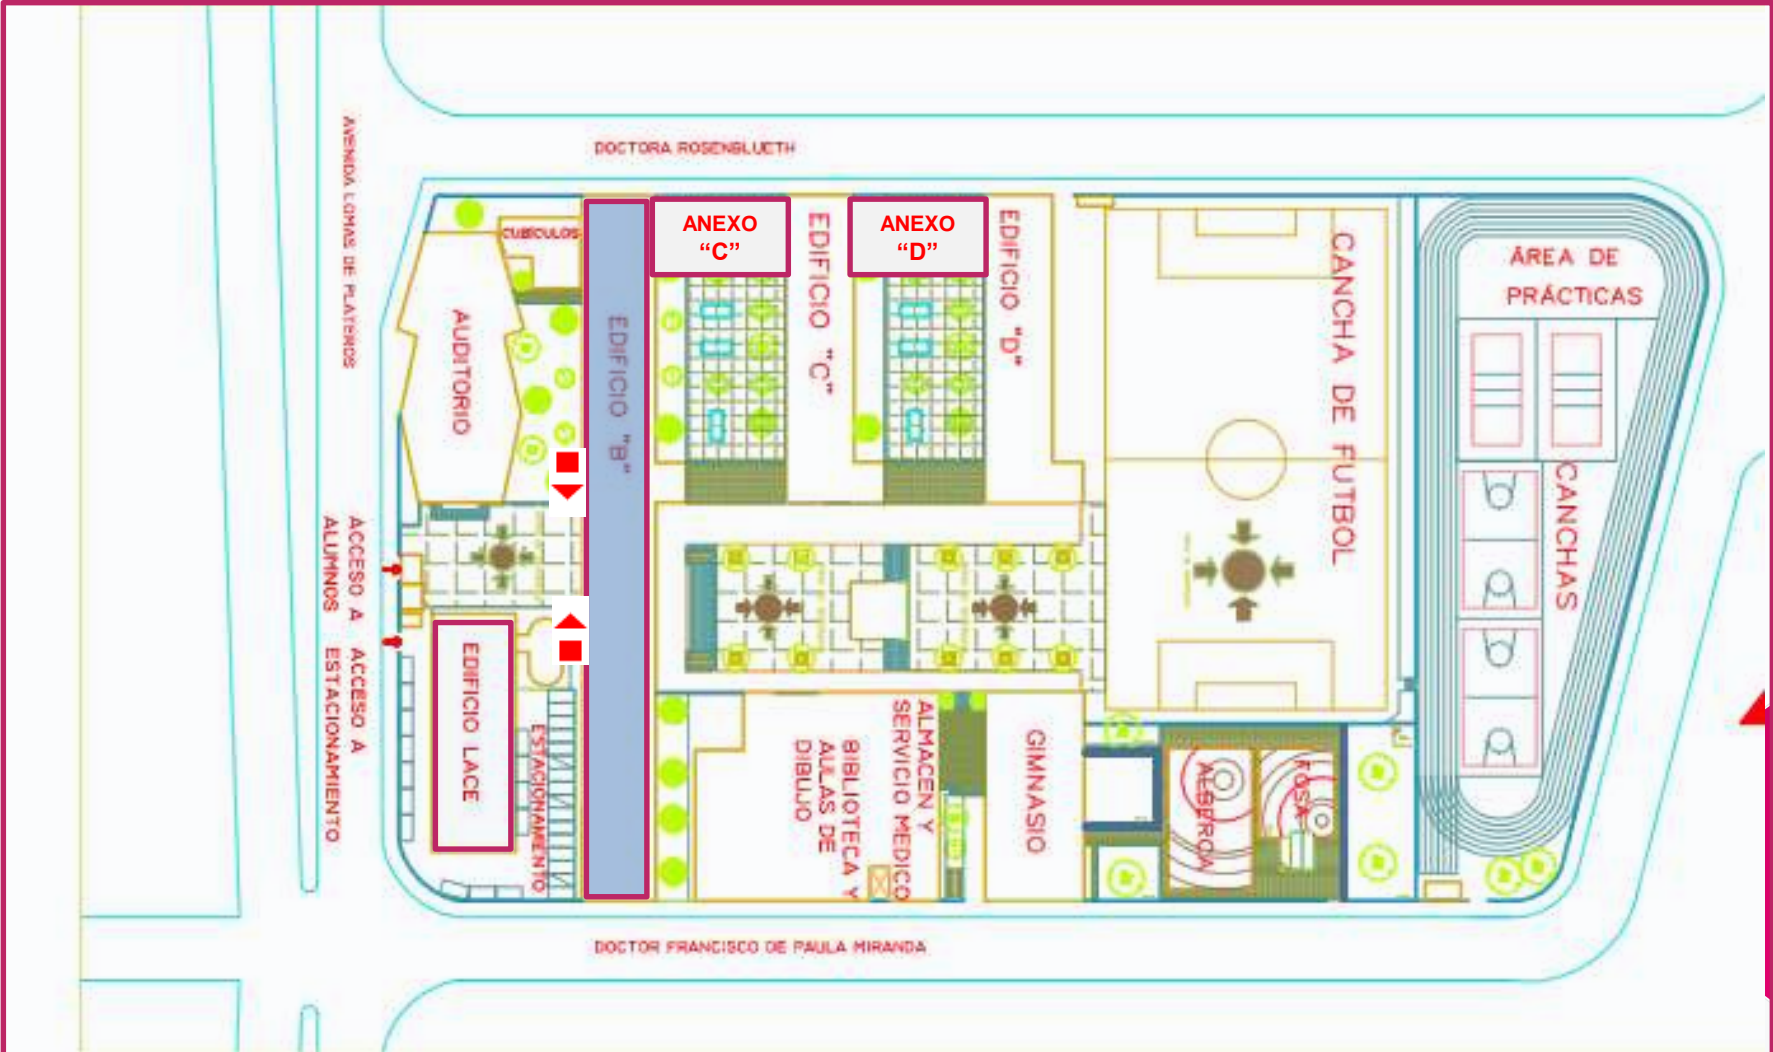 DOCTORA ROSENBLUETH
AVENIDA LOMAS DE PLATEROS
CUBÍCULOS
AUDITORIO
EDIFICIO "B"
ANEXO
“C”
EDIFICIO "C"
ANEXO
“D”
EDIFICIO "D"
CANCHA DE FUTBOL
ÁREA DE
PRÁCTICAS
CANCHAS
ACCESO A
ALUMNOS
ACCESO A
ESTACIONAMIENTO
EDIFICIO LACE
ESTACIONAMIENTO
BIBLIOTECA Y
AULAS DE
DIBUJO
ALMACEN Y
SERVICIO MEDICO
GIMNASIO
ALBERCA
FOSA
DOCTOR FRANCISCO DE PAULA MIRANDA